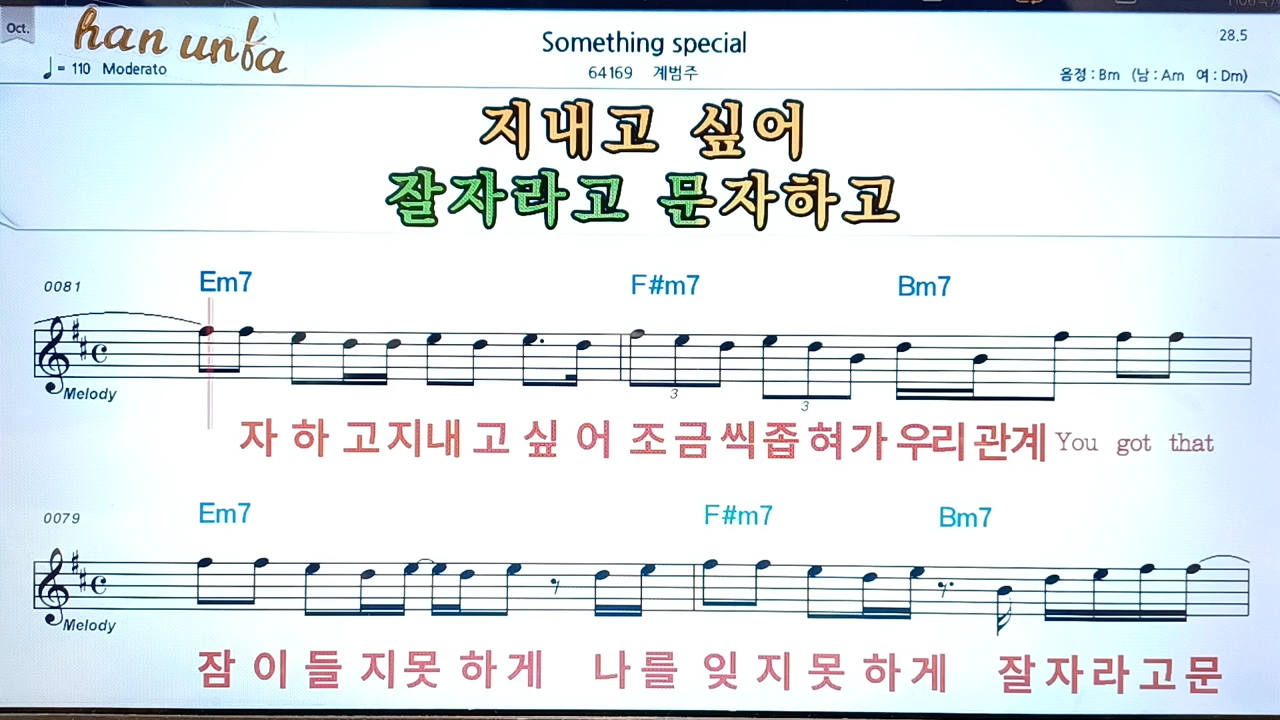 Oct.
han unfa
Something special
28.5
♩= 110 Moderato
64169 계범주
음정 : Bm (남 : Am 여 : Dm)
지내고 싶어
잘자라고 문자하고
0081
Em7 F#m7 Bm7
3 3
Melody
자 하 고지내 고 싶 어 조금씩좁혀가 우리관계 You got that
0079
Em7 F#m7 Bm7
Melody
잠 이 들 지못 하게 나를 잊 지 못 하게 잘자라고문